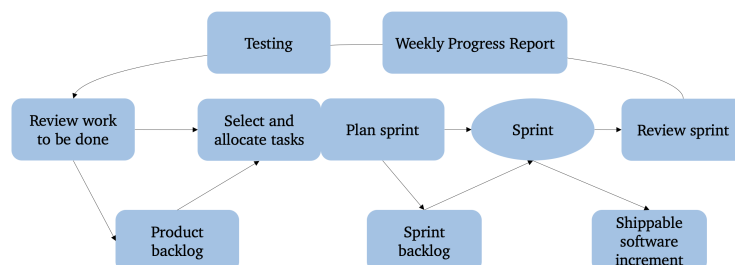 Testing
Weekly Progress Report
Review work
to be done
Select and
allocate tasks
Plan sprint
Sprint
Review sprint
Product
backlog
Sprint
backlog
Shippable
software
increment